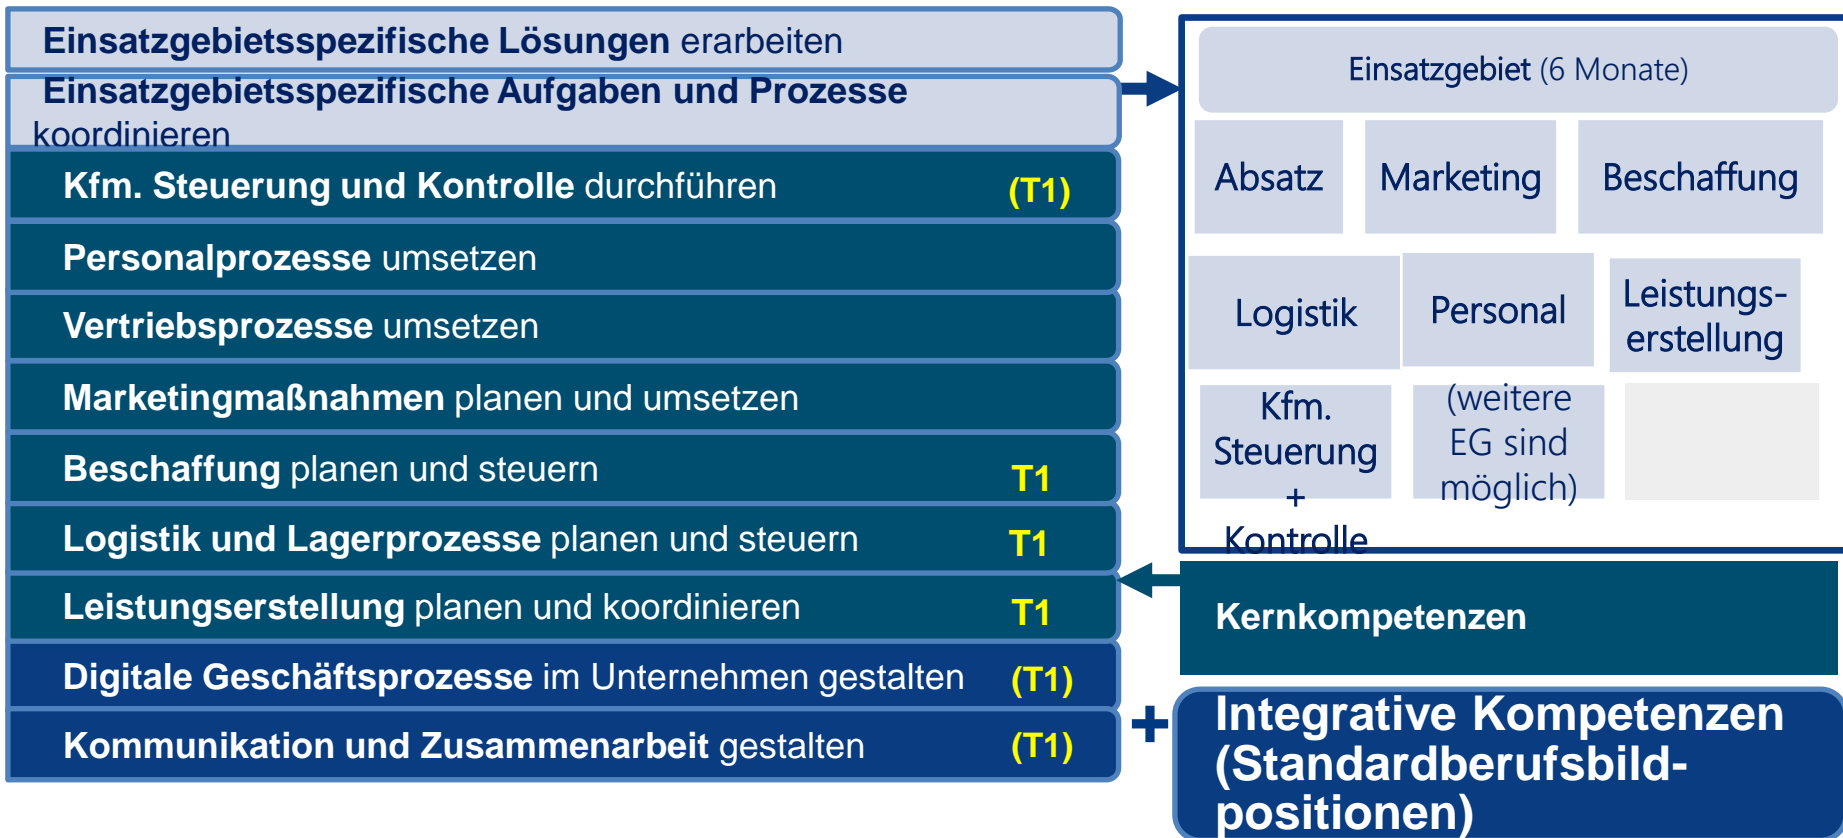 Einsatzgebietsspezifische Lösungen erarbeiten
Einsatzgebietsspezifische Aufgaben und Prozesse
koordinieren
Kfm. Steuerung und Kontrolle durchführen (T1)
Personalprozesse umsetzen
Vertriebsprozesse umsetzen
Marketingmaßnahmen planen und umsetzen
Beschaffung planen und steuern T1
Logistik und Lagerprozesse planen und steuern T1
Leistungserstellung planen und koordinieren T1
Digitale Geschäftsprozesse im Unternehmen gestalten (T1)
Kommunikation und Zusammenarbeit gestalten (T1)
Einsatzgebiet (6 Monate)
Absatz
Marketing
Beschaffung
Logistik
Personal
Leistungs-
erstellung
Kfm.
Steuerung
+
Kontrolle
(weitere
EG sind
möglich)
Kernkompetenzen
+
Integrative Kompetenzen
(Standardberufsbild-
positionen)